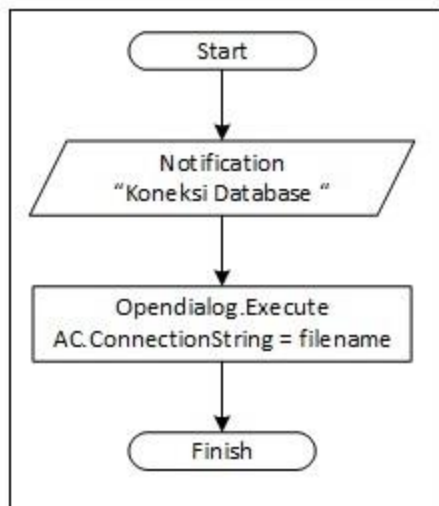 Start
Notification
“Koneksi Database “
Opendialog.Execute
AC.ConnectionString = filename
Finish